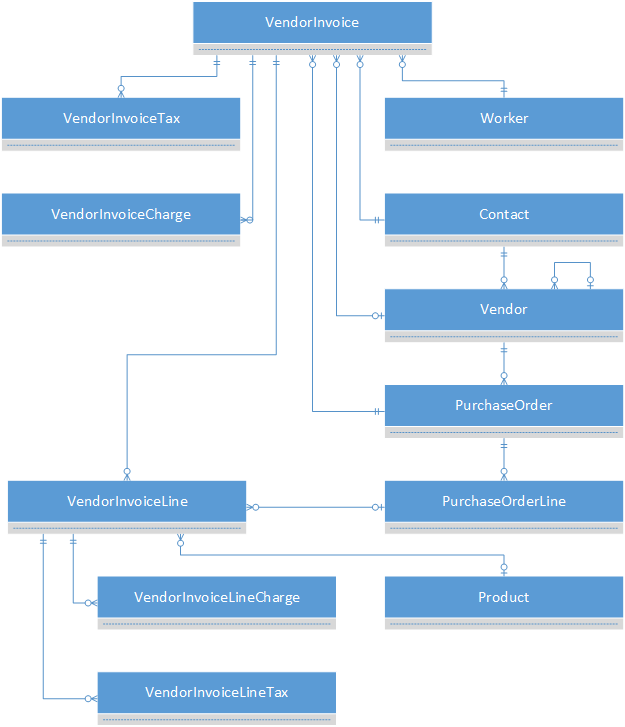 VendorInvoice
VendorInvoiceTax
Worker
VendorInvoiceCharge
Contact
Vendor
PurchaseOrder
VendorInvoiceLine
PurchaseOrderLine
VendorInvoiceLineCharge
Product
VendorInvoiceLineTax